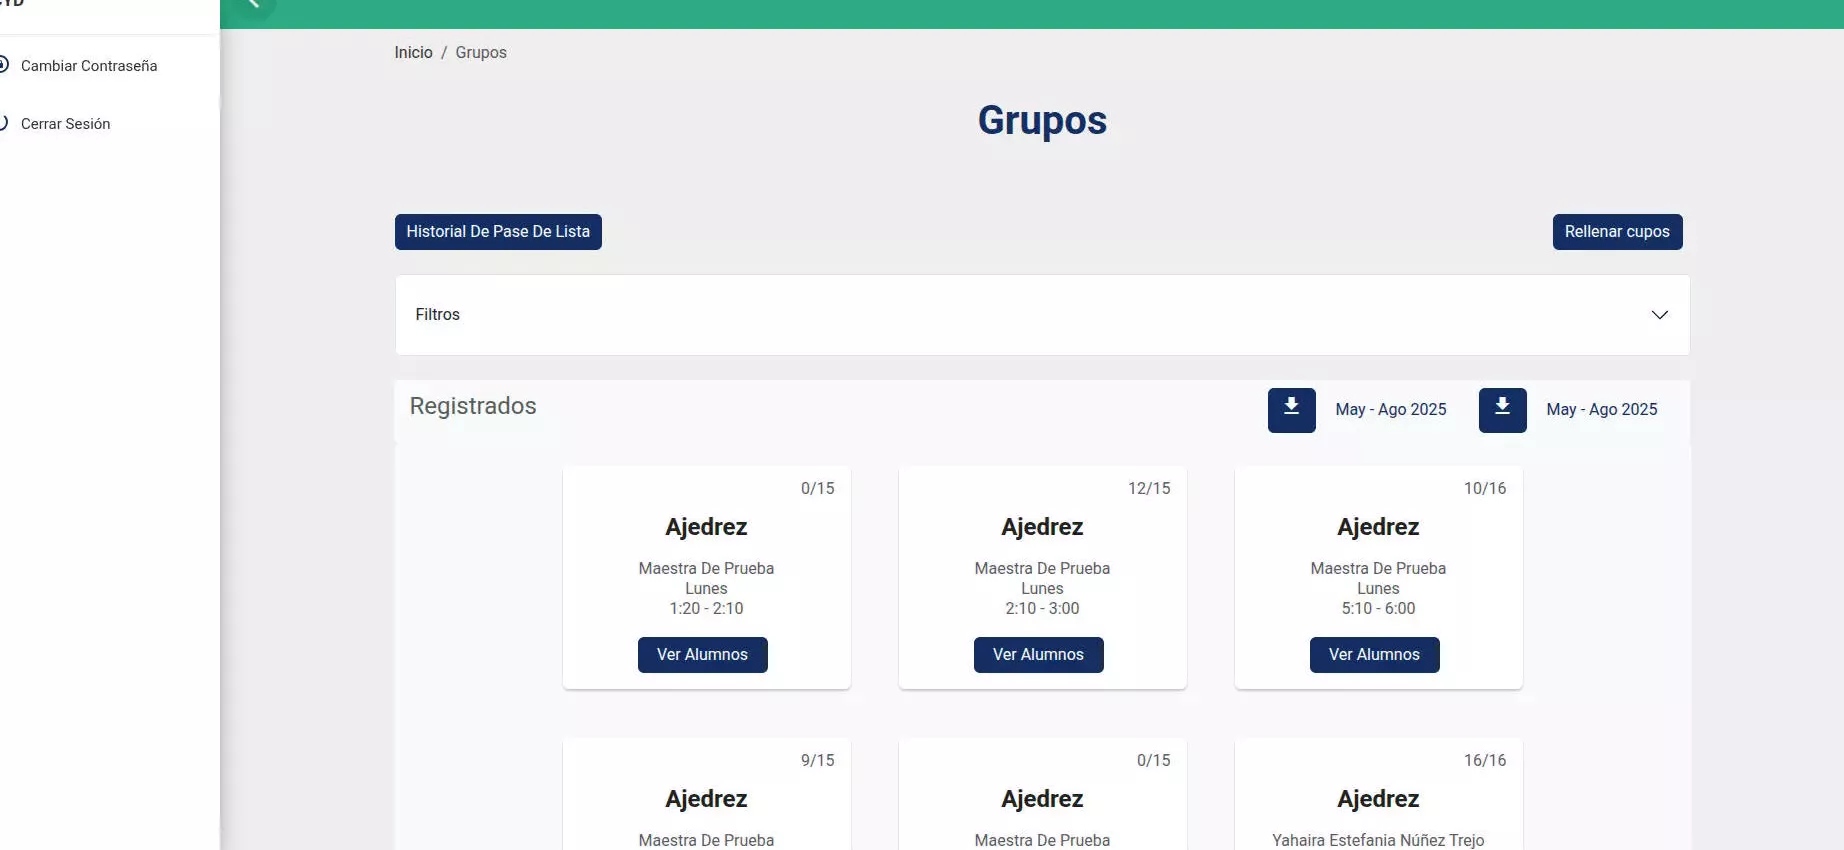 Cambiar Contraseña
Cerrar Sesión
Inicio / Grupos
Grupos
Historial De Pase De Lista
Rellenar cupos
Filtros
Registrados
May - Ago 2025
May - Ago 2025
0/15
Ajedrez
Maestra De Prueba
Lunes
1:20 - 2:10
Ver Alumnos
12/15
Ajedrez
Maestra De Prueba
Lunes
2:10 - 3:00
Ver Alumnos
10/16
Ajedrez
Maestra De Prueba
Lunes
5:10 - 6:00
Ver Alumnos
9/15
Ajedrez
Maestra De Prueba
0/15
Ajedrez
Maestra De Prueba
16/16
Ajedrez
Yahaira Estefania Núñez Trejo